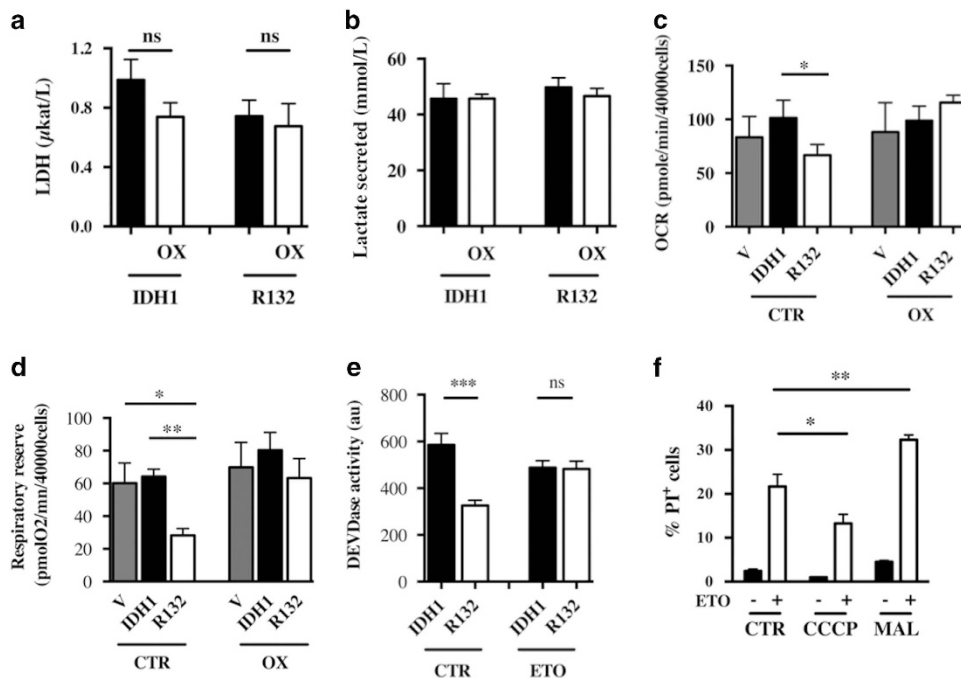 a
LDH (µkat/L)
1.2
0.8
0.4
0.0
ns
ns
OX
OX
IDH1
R132
b
Lactate secreted (mmol/L)
60
40
20
0
OX
OX
IDH1
R132
c
OCR (pmole/min/40000cells)
150
100
50
0
*
V
IDH1
R132
V
IDH1
R132
CTR
OX
d
Respiratory reserve
(pmolO2/mn/40000cells)
100
80
60
40
20
0
*
**
V
IDH1
R132
V
IDH1
R132
CTR
OX
e
DEVDase activity (au)
800
600
400
200
0
***
ns
IDH1
R132
IDH1
R132
CTR
ETO
f
% PI⁺ cells
40
30
20
10
0
**
*
ETO - + - + - +
CTR CCCP MAL